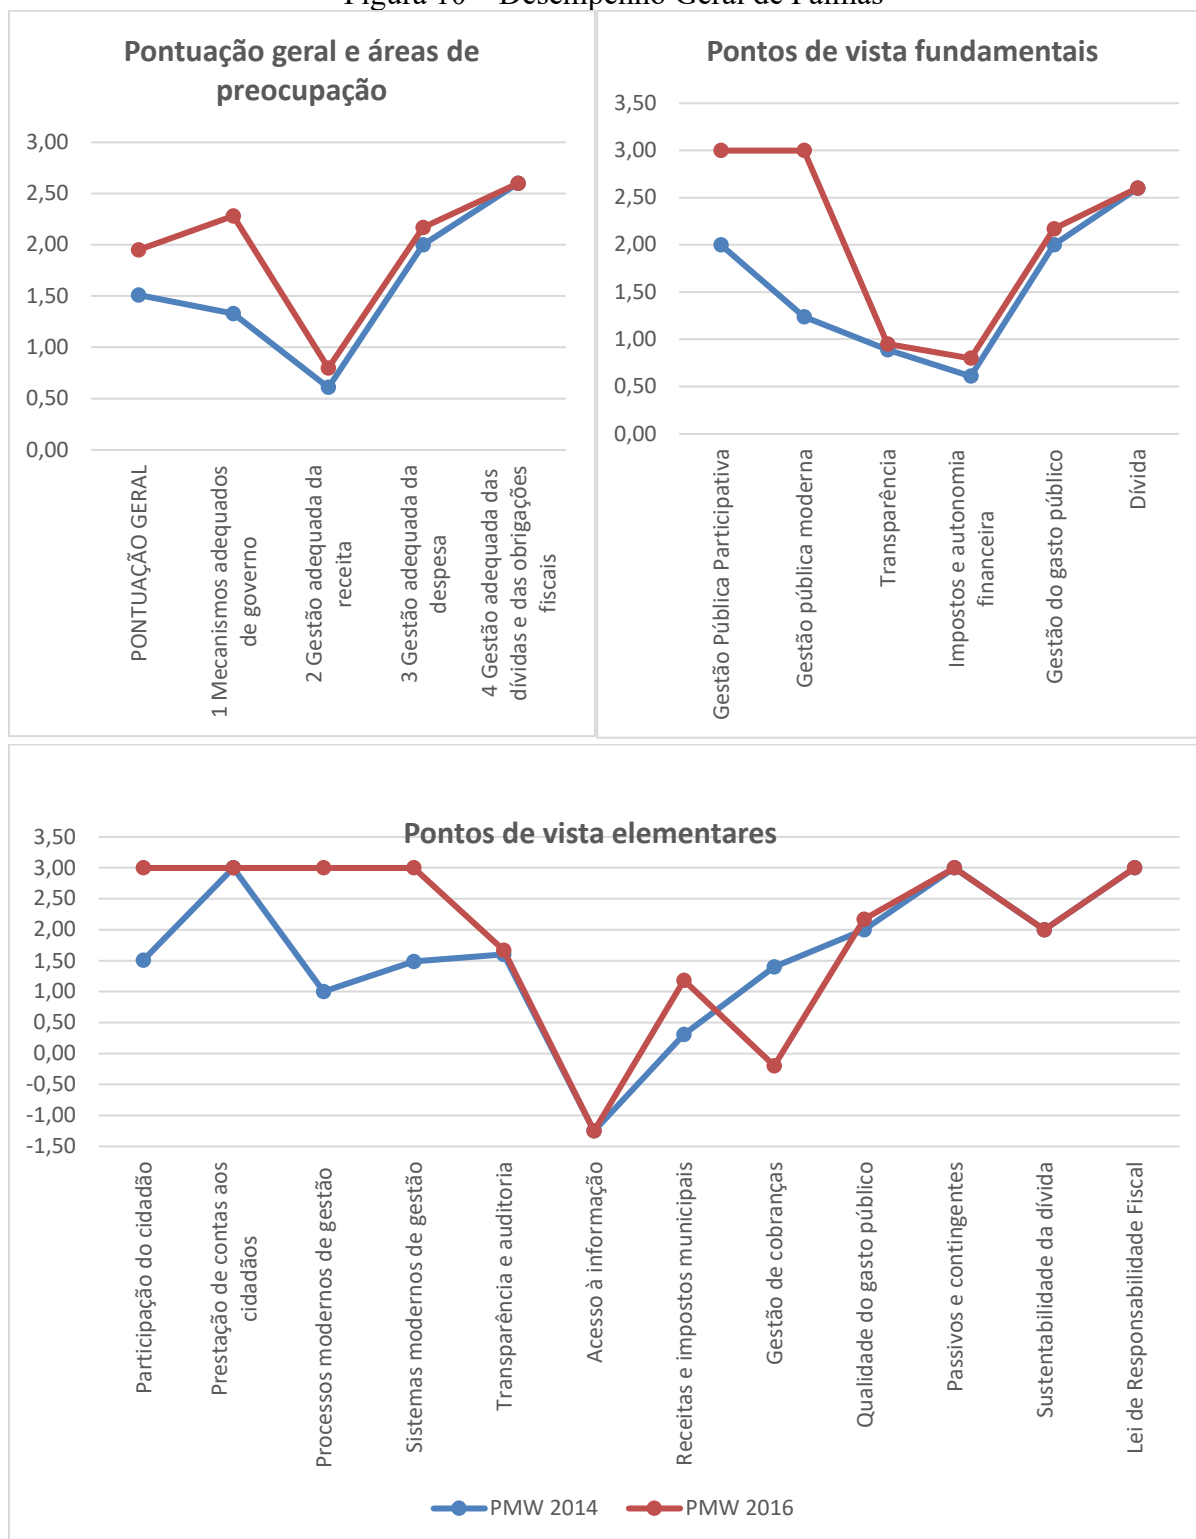 Figura 10 – Desempenho Geral de Palmas
Pontuação geral e áreas de
preocupação
3,00
2,50
2,00
1,50
1,00
0,50
0,00
PONTUAÇÃO GERAL
1 Mecanismos adequados
de governo
2 Gestão adequada da
receita
3 Gestão adequada da
despesa
4 Gestão adequada das
dívidas e das obrigações
fiscais
Pontos de vista fundamentais
3,50
3,00
2,50
2,00
1,50
1,00
0,50
0,00
Gestão Pública Participativa
Gestão pública moderna
Transparência
Impostos e autonomia
financeira
Gestão do gasto público
Dívida
Pontos de vista elementares
3,50
3,00
2,50
2,00
1,50
1,00
0,50
0,00
-0,50
-1,00
-1,50
Participação do cidadão
Prestação de contas aos
cidadãos
Processos modernos de gestão
Sistemas modernos de gestão
Transparência e auditoria
Acesso à informação
Receitas e impostos municipais
Gestão de cobranças
Qualidade do gasto público
Passivos e contingentes
Sustentabilidade da dívida
Lei de Responsabilidade Fiscal
PMW 2014
PMW 2016